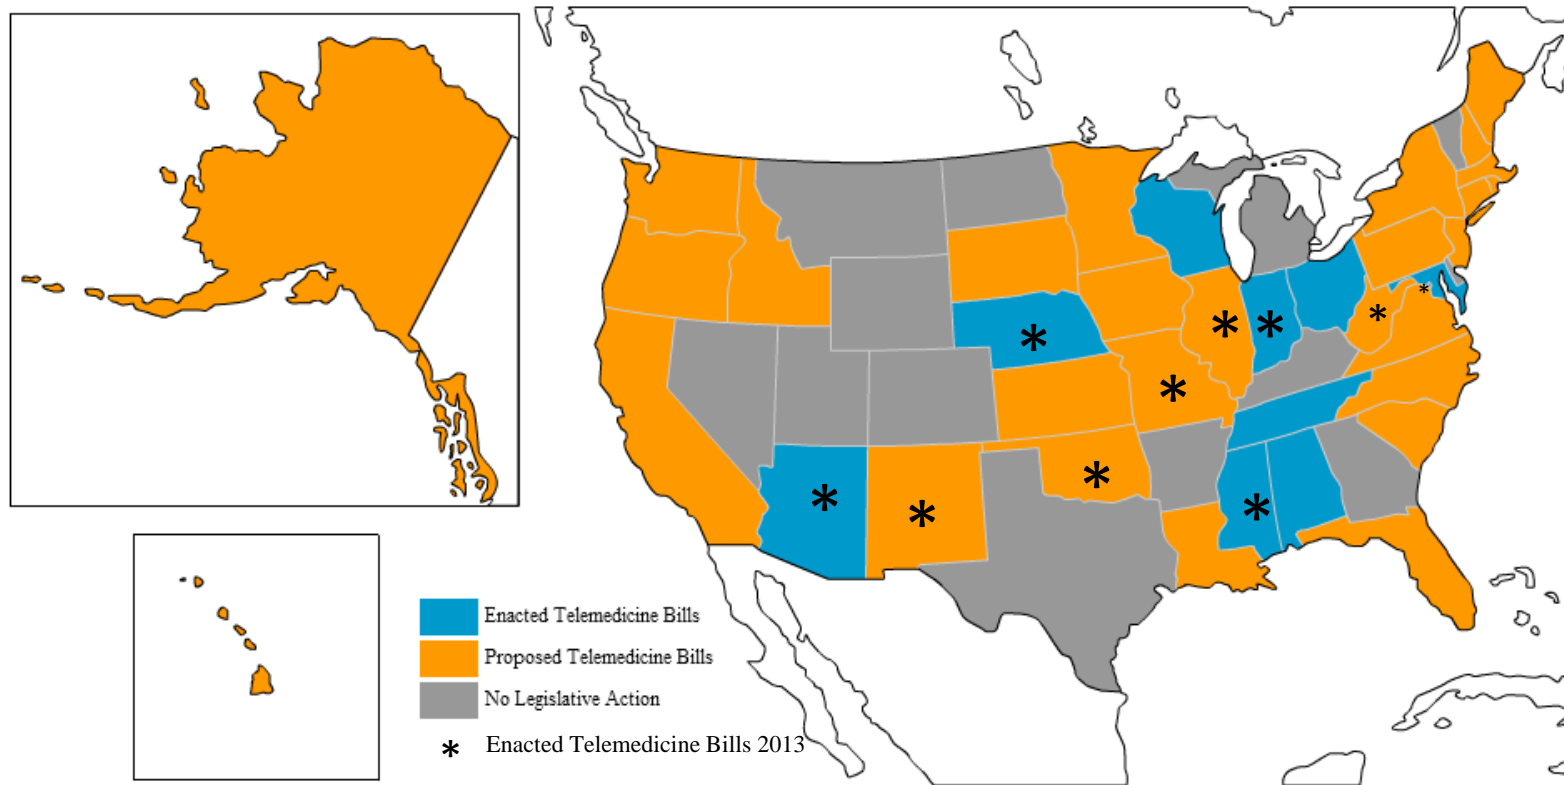 Enacted Telemedicine Bills
Proposed Telemedicine Bills
No Legislative Action
* Enacted Telemedicine Bills 2013